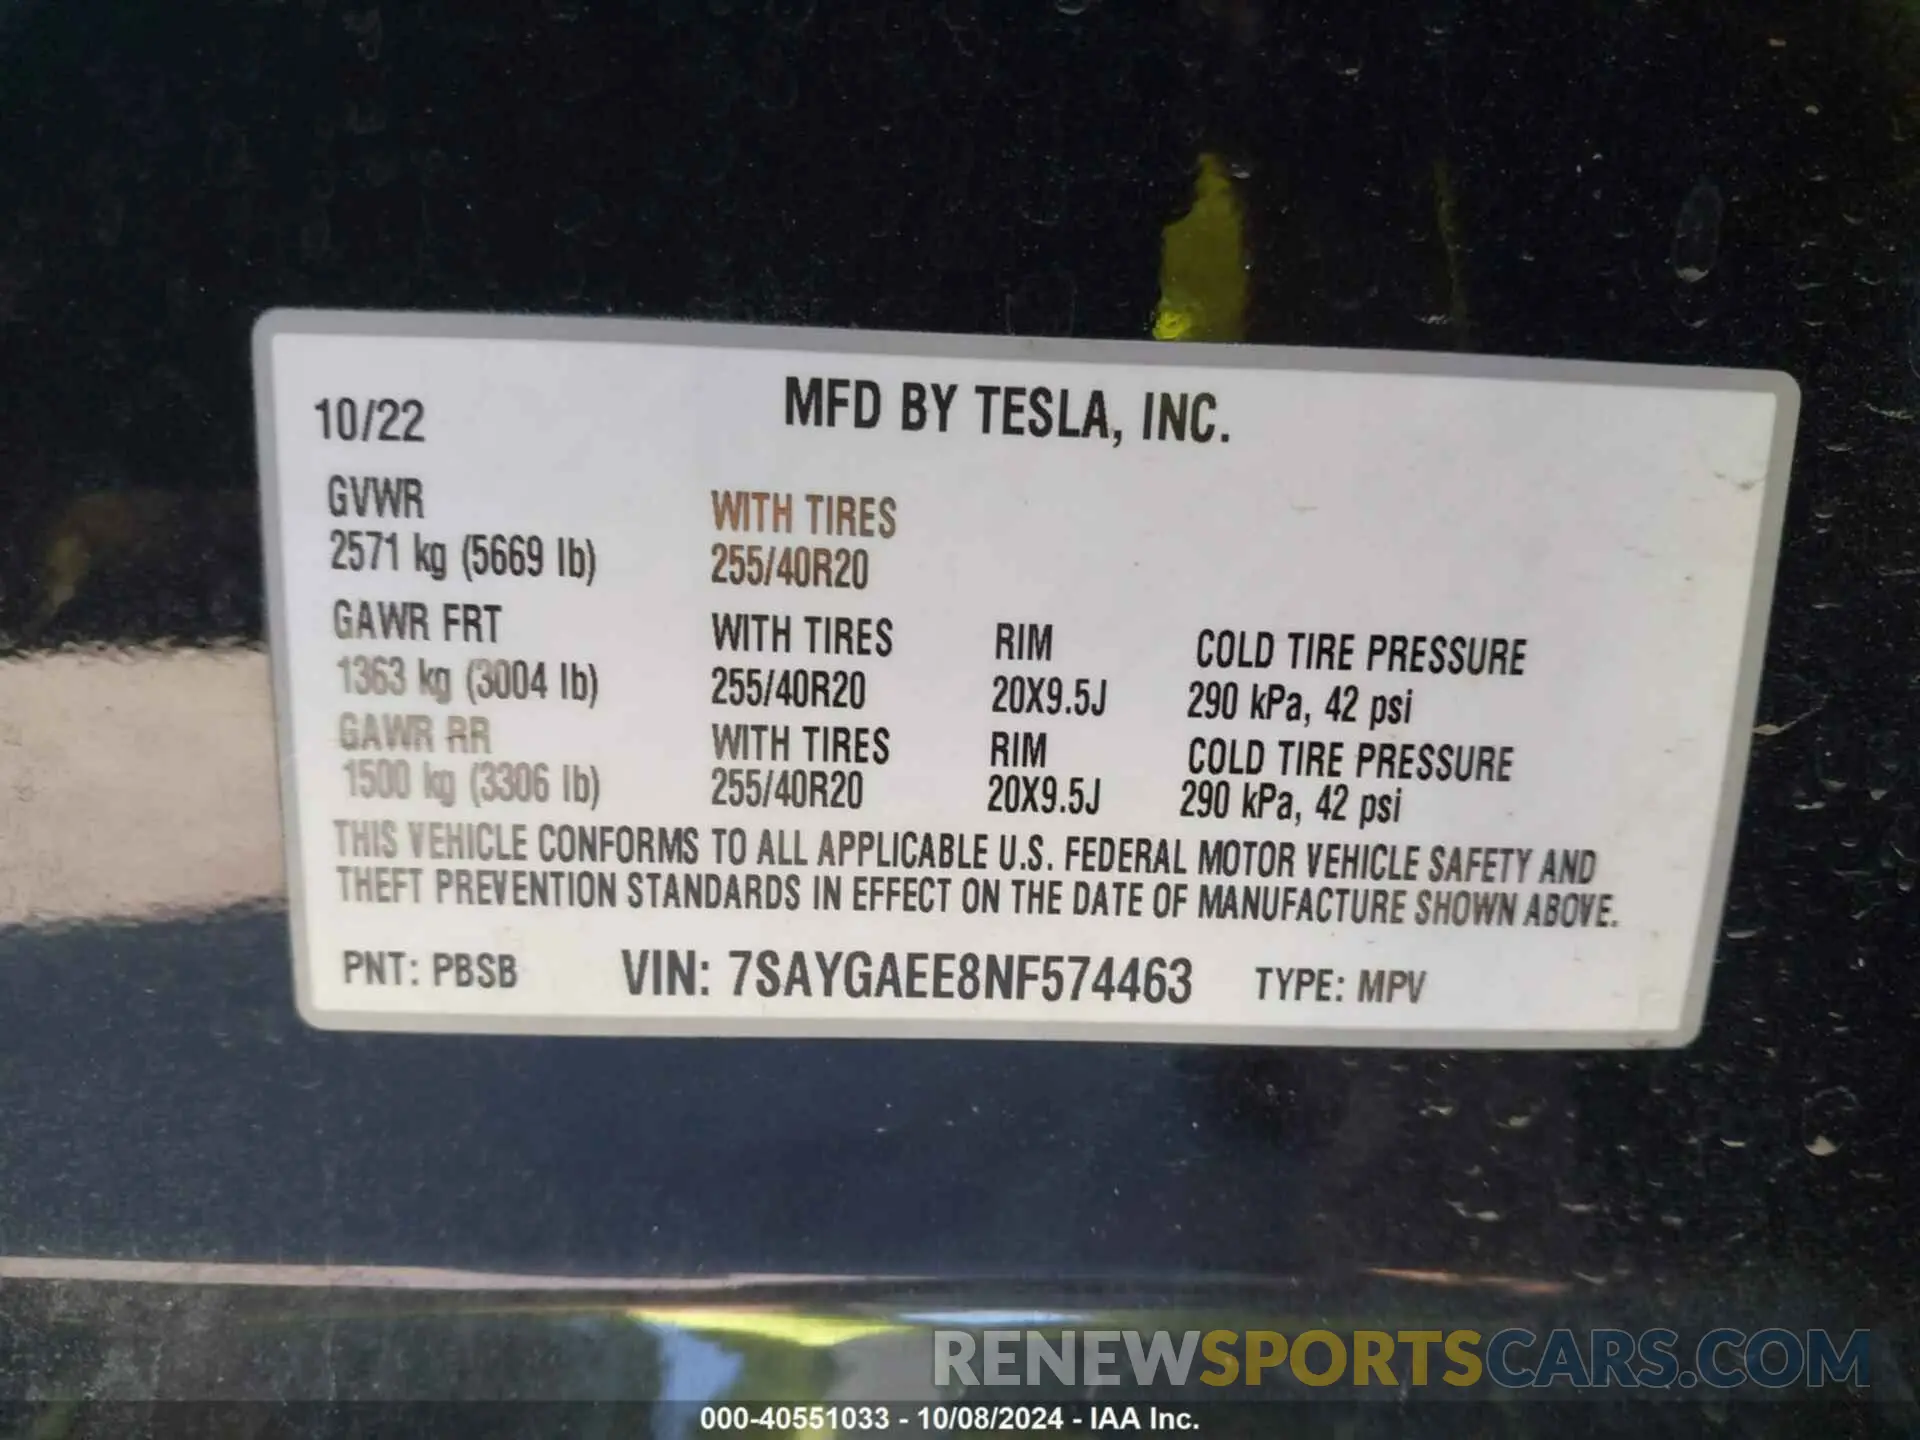 10/22 MFD BY TESLA, INC.
GVWR WITH TIRES
2571 kg (5669 lb) 255/40R20
GAWR FRT WITH TIRES RIM COLD TIRE PRESSURE
1363 kg (3004 lb) 255/40R20 20X9.5J 290 kPa, 42 psi
GAWR RR WITH TIRES RIM COLD TIRE PRESSURE
1500 kg (3306 lb) 255/40R20 20X9.5J 290 kPa, 42 psi
THIS VEHICLE CONFORMS TO ALL APPLICABLE U.S. FEDERAL MOTOR VEHICLE SAFETY AND
THEFT PREVENTION STANDARDS IN EFFECT ON THE DATE OF MANUFACTURE SHOWN ABOVE.
PNT: PBSB VIN: 7SAYGAEE8NF574463 TYPE: MPV
RENEWSPORTSCARS.COM
000-40551033 - 10/08/2024 - IAA Inc.